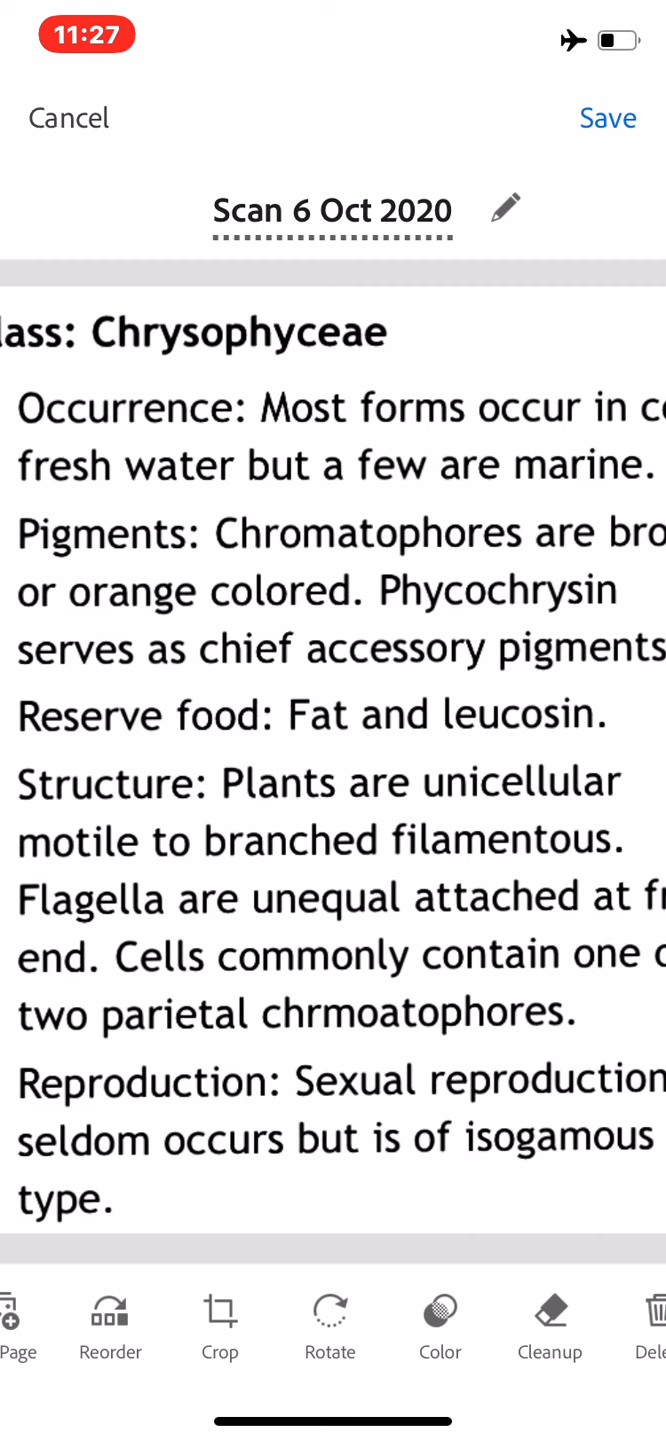 11:27
Cancel Save
Scan 6 Oct 2020
lass: Chrysophyceae
Occurrence: Most forms occur in
fresh water but a few are marine.
Pigments: Chromatophores are bro
or orange colored. Phycochrysin
serves as chief accessory pigments
Reserve food: Fat and leucosin.
Structure: Plants are unicellular
motile to branched filamentous.
Flagella are unequal attached at fr
end. Cells commonly contain one
two parietal chrmoatophores.
Reproduction: Sexual reproduction
seldom occurs but is of isogamous
type.
Page Reorder Crop Rotate Color Cleanup Dele